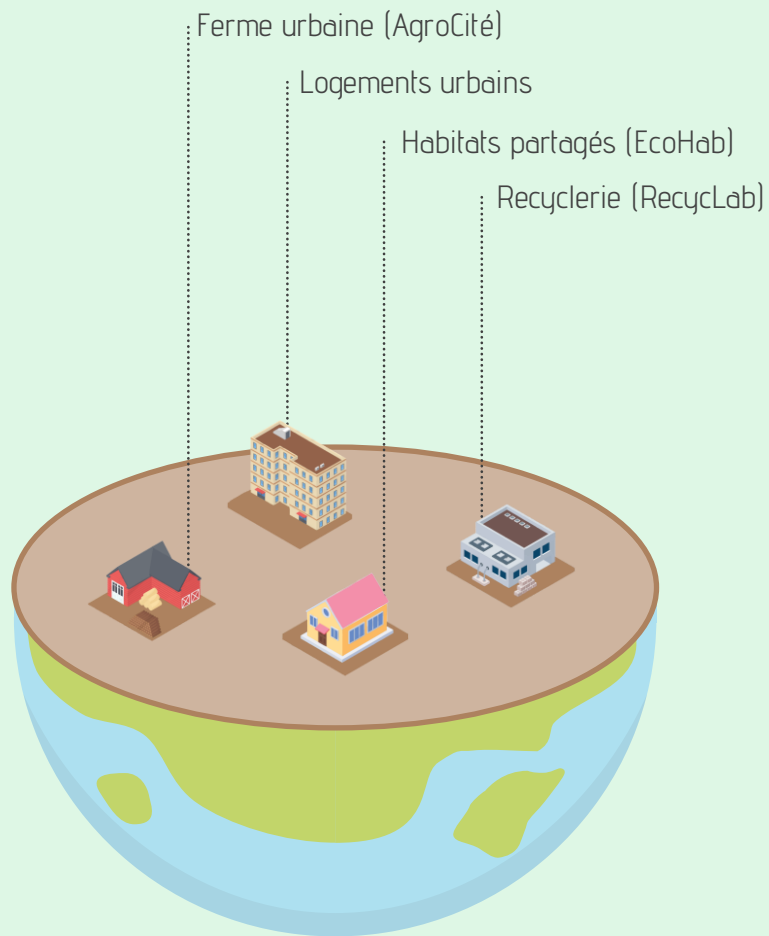 Ferme urbaine (AgroCité)
Logements urbains
Habitats partagés (EcoHab)
Recyclerie (RecycLab)